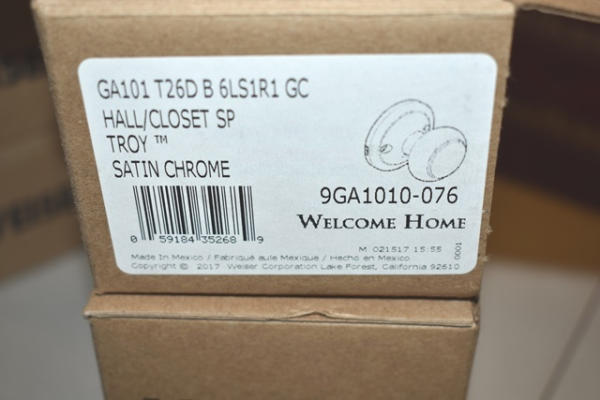 GA101 T26D B 6LS1R1 GC
HALL/CLOSET SP
TROY ™
SATIN CHROME
9GA1010-076
WELCOME HOME
0 59184 35268 9
M 021517 15:55
0001
Made In Mexico / Fabriqué aule Mexique / Hecho en Mexico
Copyright © 2017 Weiser Corporation Lake Forest, California 92610